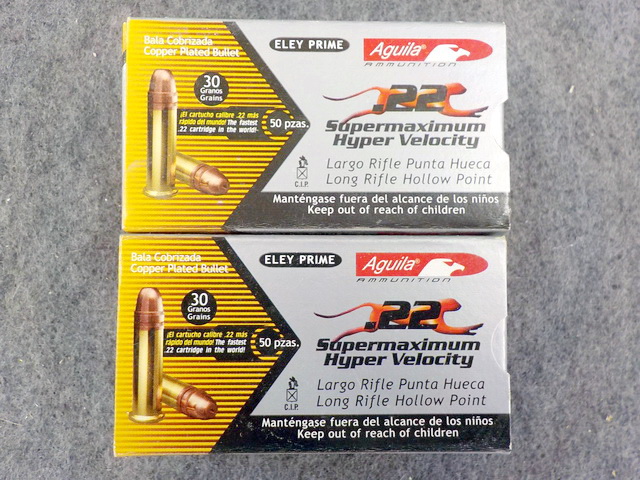 Bala Cobrizada
Copper Plated Bullet
ELEY PRIME
Aguila®
AMMUNITION
30
Granos
Grains
¡El cartucho calibre .22 más
rápido del mundo! The fastest
.22 cartridge in the world!
50 pzas.
.22
Supermaximum
Hyper Velocity
C.I.P.
Largo Rifle Punta Hueca
Long Rifle Hollow Point
Manténgase fuera del alcance de los niños
Keep out of reach of children
Bala Cobrizada
Copper Plated Bullet
ELEY PRIME
Aguila®
AMMUNITION
30
Granos
Grains
¡El cartucho calibre .22 más
rápido del mundo! The fastest
.22 cartridge in the world!
50 pzas.
.22
Supermaximum
Hyper Velocity
C.I.P.
Largo Rifle Punta Hueca
Long Rifle Hollow Point
Manténgase fuera del alcance de los niños
Keep out of reach of children